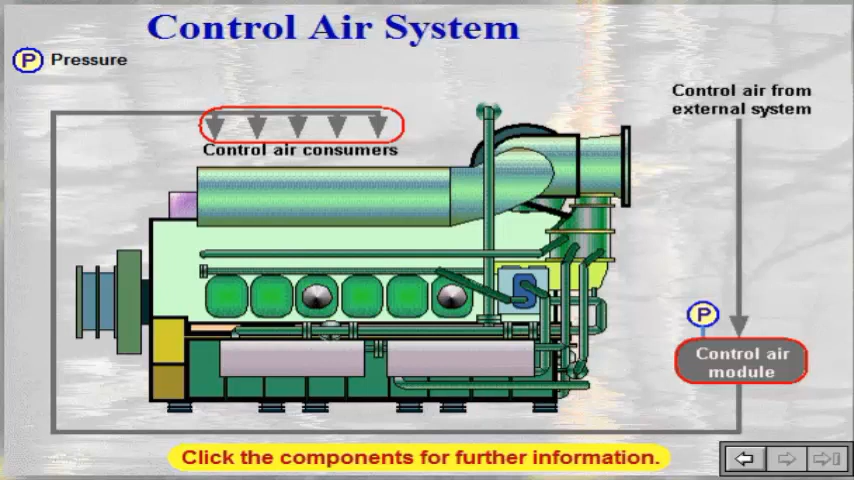 Control Air System
P Pressure
Control air from
external system
Control air consumers
P
Control air
module
Click the components for further information.